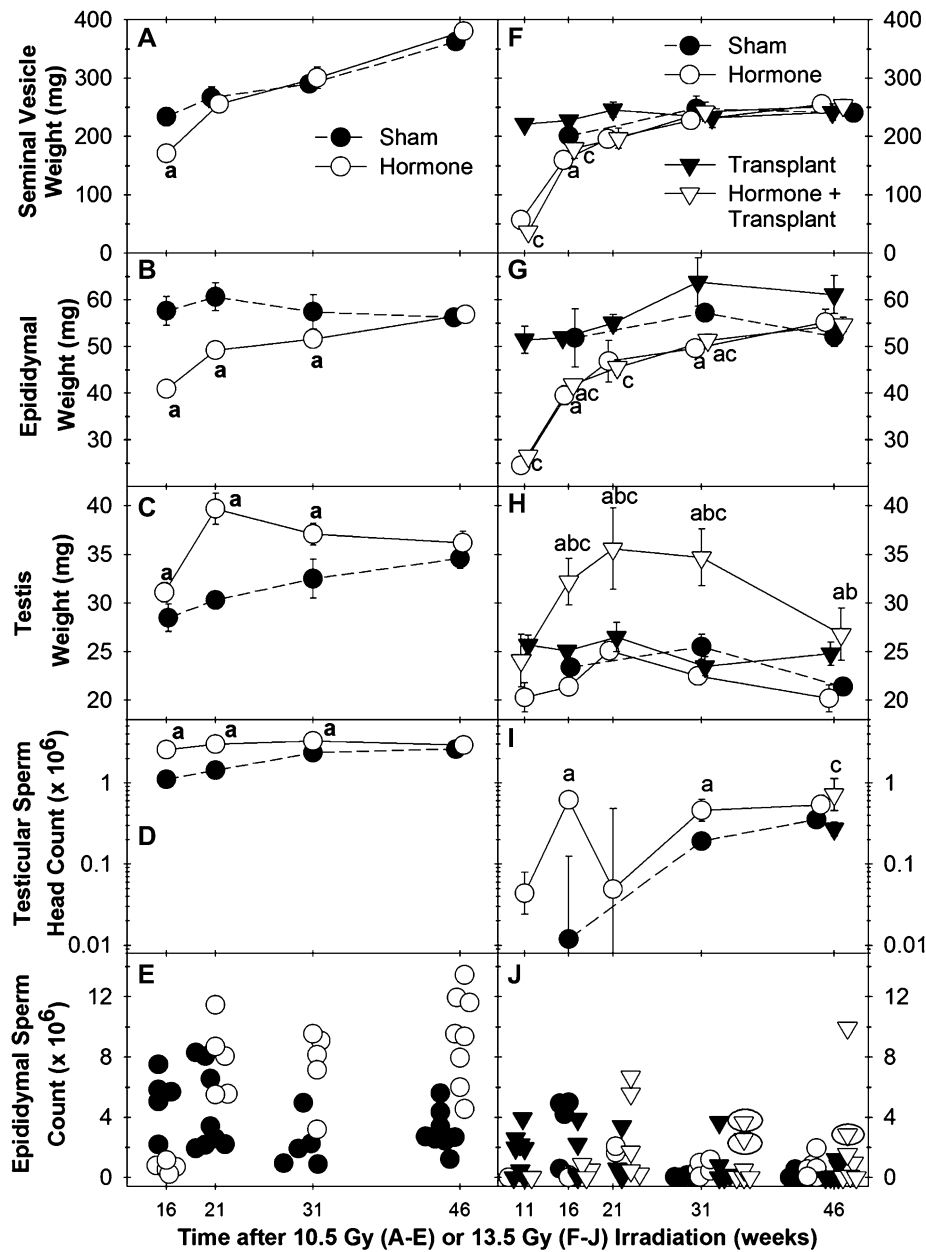 A
F
400
300
200
100
0
Seminal Vesicle
Weight (mg)
Sham
Hormone
a
Sham
Hormone
Transplant
Hormone +
Transplant
c
a
c
400
300
200
100
0
B
G
60
50
40
30
Epididymal
Weight (mg)
a
a
a
c
ac
a
c
a
ac
60
50
40
30
C
H
40
35
30
25
20
Testis
Weight (mg)
a
a
a
abc
abc
abc
ab
40
35
30
25
20
D
I
1
0.1
0.01
Testicular Sperm
Head Count (x 10⁶)
a
a
a
a
a
c
1
0.1
0.01
E
J
12
8
4
0
Epididymal Sperm
Count (x 10⁶)
12
8
4
0
16 21 31 46
11 16 21 31 46
Time after 10.5 Gy (A-E) or 13.5 Gy (F-J) Irradiation (weeks)